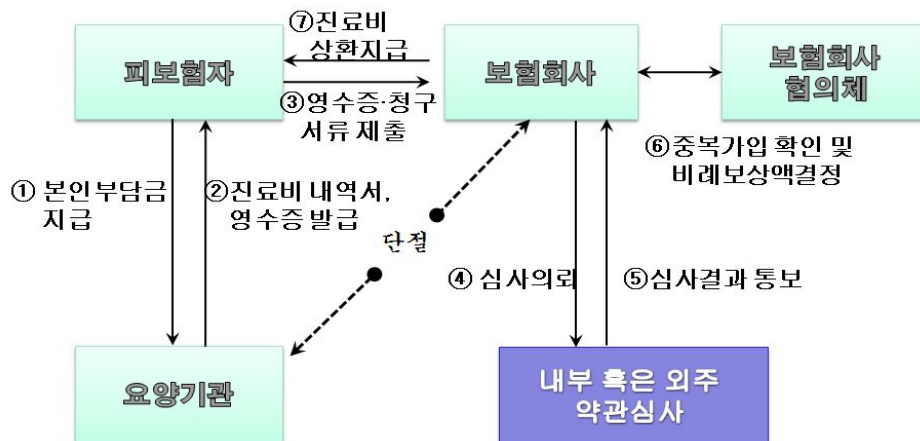 ⑦진료비
상환지급
피보험자
보험회사
보험회사
협의체
③영수증·청구
서류 제출
⑥중복가입 확인 및
비례보상액결정
① 본인부담금
지급
②진료비 내역서,
영수증 발급
단절
④ 심사의뢰
⑤심사결과 통보
요양기관
내부 혹은 외주
약관심사